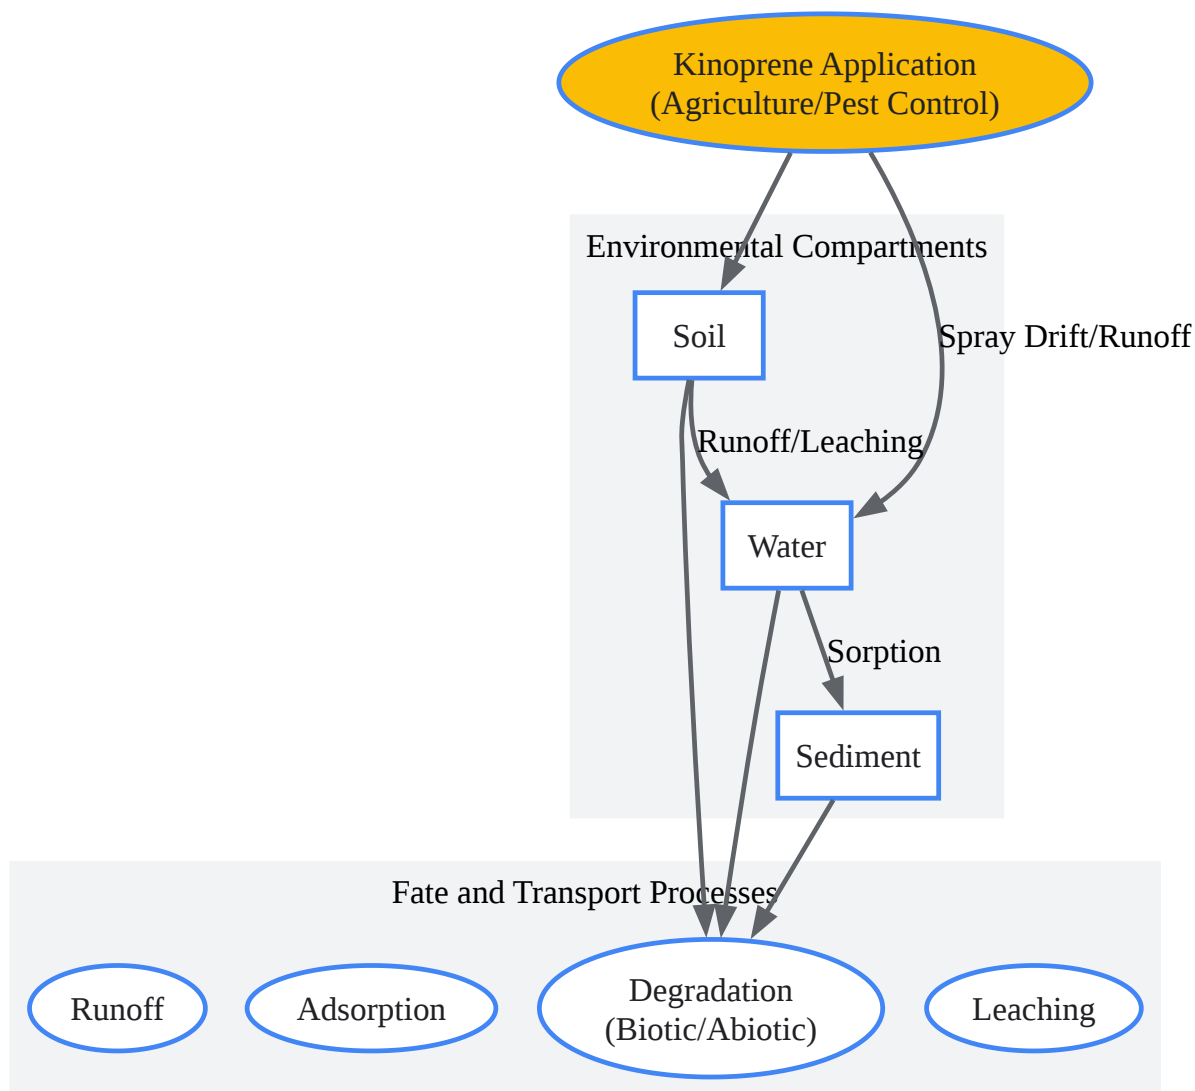 Kinoprene Application
(Agriculture/Pest Control)
Environmental Compartments
Soil
Spray Drift/Runoff
Runoff/Leaching
Water
Sorption
Sediment
Fate and Transport Processes
Runoff
Adsorption
Degradation
(Biotic/Abiotic)
Leaching